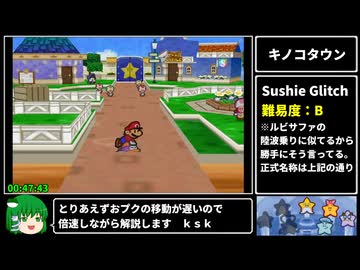 キノコタウン
Sushie Glitch
難易度：B
※ルビサファの
陸波乗りに似てるから
勝手にそう言ってる。
正式名称は上記の通り
00:47:43
とりあえずおプクの移動が遅いので
倍速しながら解説します　ｋｓｋ